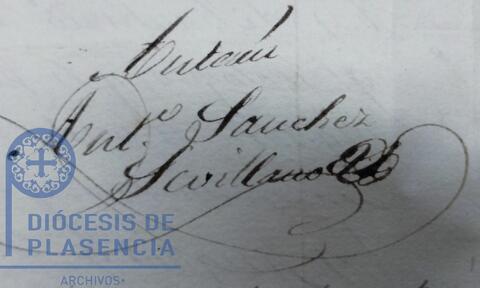 Ante mi
Antº. Sanchez
Sevillano
DIÓCESIS DE
PLASENCIA
ARCHIVOS•